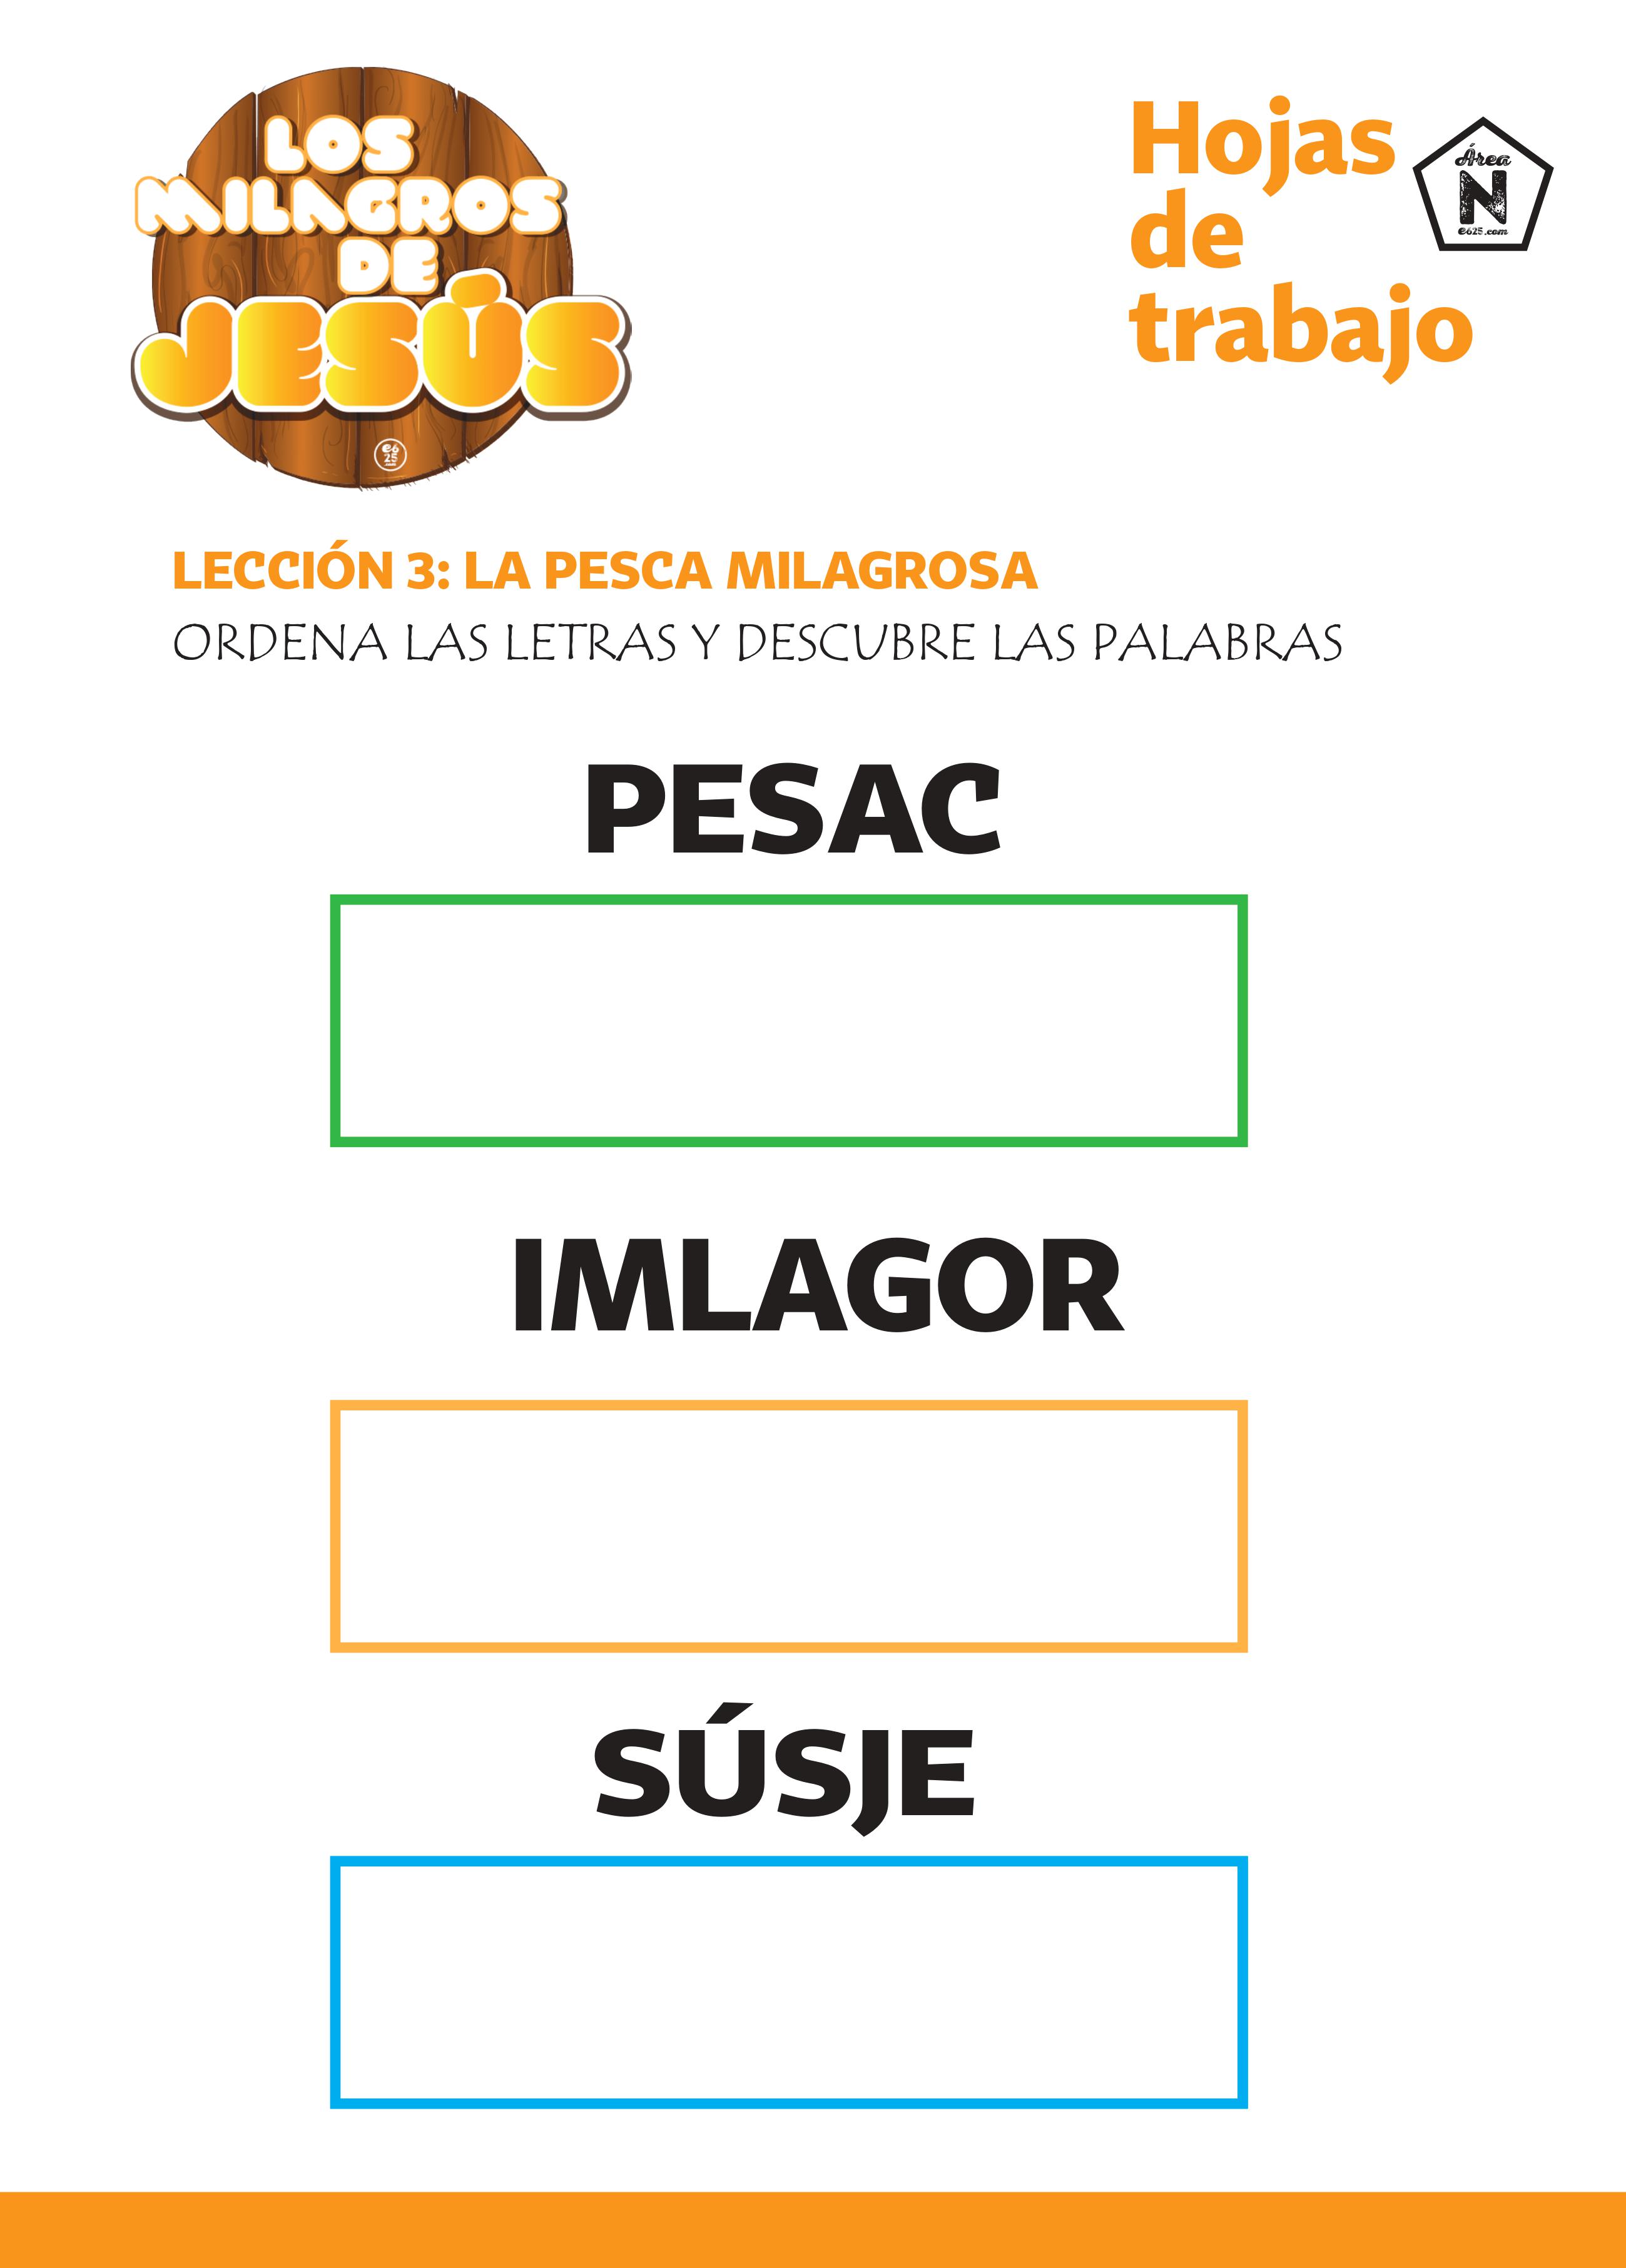 LOS
MILAGROS
DE
JESÚS
e625
.com
Hojas
de
trabajo
Área
N
e625.com
LECCIÓN 3: LA PESCA MILAGROSA
ORDENA LAS LETRAS Y DESCUBRE LAS PALABRAS
PESAC
IMLAGOR
SÚSJE